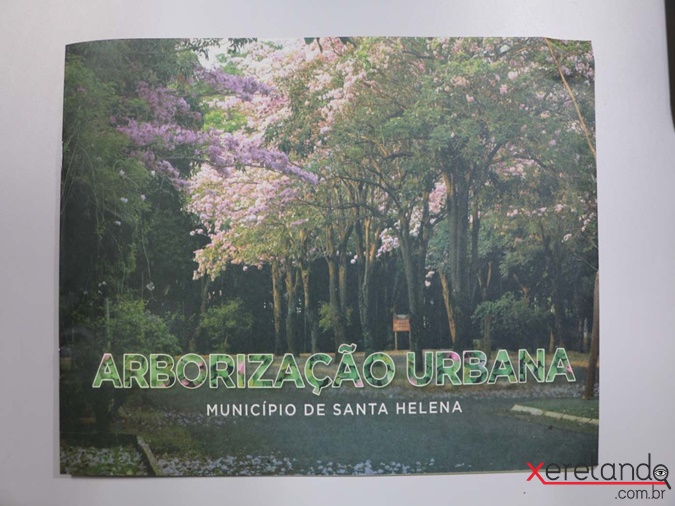 ARBORIZAÇÃO URBANA
MUNICÍPIO DE SANTA HELENA
Xeretando
.com.br